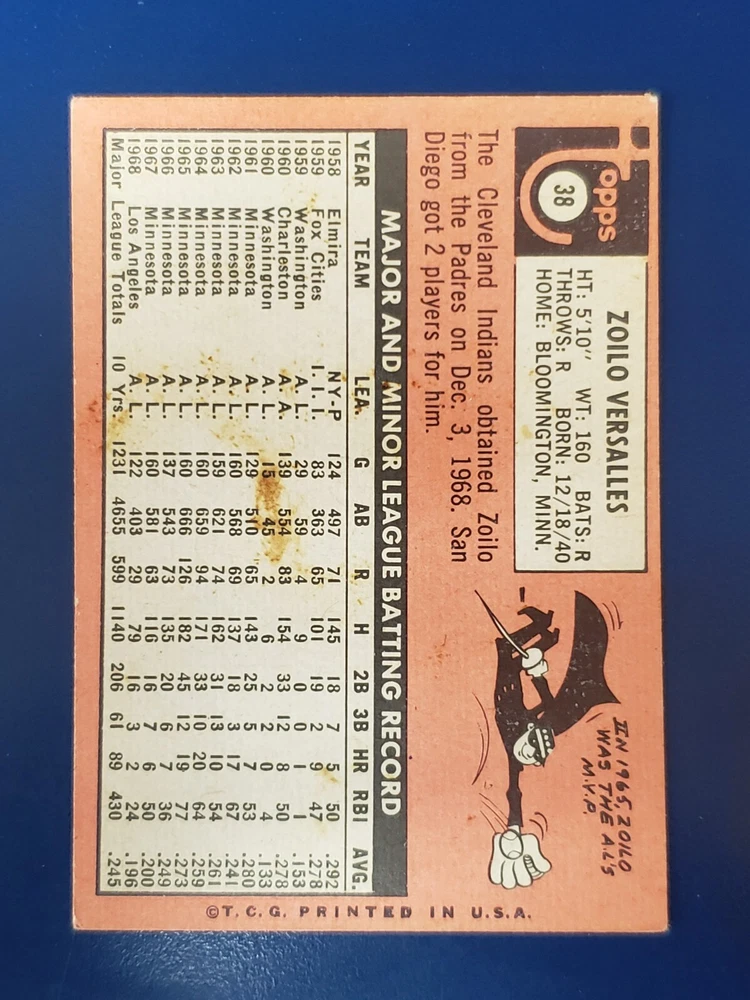 topps
38
ZOILO VERSALLES
HT: 5'10" WT: 160 BATS: R
THROWS: R BORN: 12/18/40
HOME: BLOOMINGTON, MINN.
The Cleveland Indians obtained Zoilo
from the Padres on Dec. 3, 1968. San
Diego got 2 players for him.
IN 1965, ZOILO
WAS THE A.L'S
M.V.P.
MAJOR AND MINOR LEAGUE BATTING RECORD
YEAR TEAM LEA. G AB R H 2B 3B HR RBI AVG.
1958 Elmira NY-P 124 497 71 145 18 7 5 50 .292
1959 Fox Cities I. I. I. 83 363 65 101 19 2 9 47 .278
1959 Washington A. L. 29 59 4 9 0 0 1 1 .153
1960 Charleston A. A. 139 554 83 154 33 12 8 50 .278
1960 Washington A. L. 15 45 2 6 2 2 0 4 .133
1961 Minnesota A. L. 129 510 65 143 25 5 7 53 .280
1962 Minnesota A. L. 160 568 69 137 18 3 17 67 .241
1963 Minnesota A. L. 159 621 74 162 31 13 10 54 .261
1964 Minnesota A. L. 160 659 94 171 33 10 20 64 .259
1965 Minnesota A. L. 160 666 126 182 45 12 19 77 .273
1966 Minnesota A. L. 137 543 73 135 20 6 7 36 .249
1967 Minnesota A. L. 160 581 63 116 16 7 6 50 .200
1968 Los Angeles N. L. 122 403 29 79 16 3 2 24 .196
Major League Totals 10 Yrs. 1231 4655 599 1140 206 61 89 430 .245
©T.C.G. PRINTED IN U.S.A.